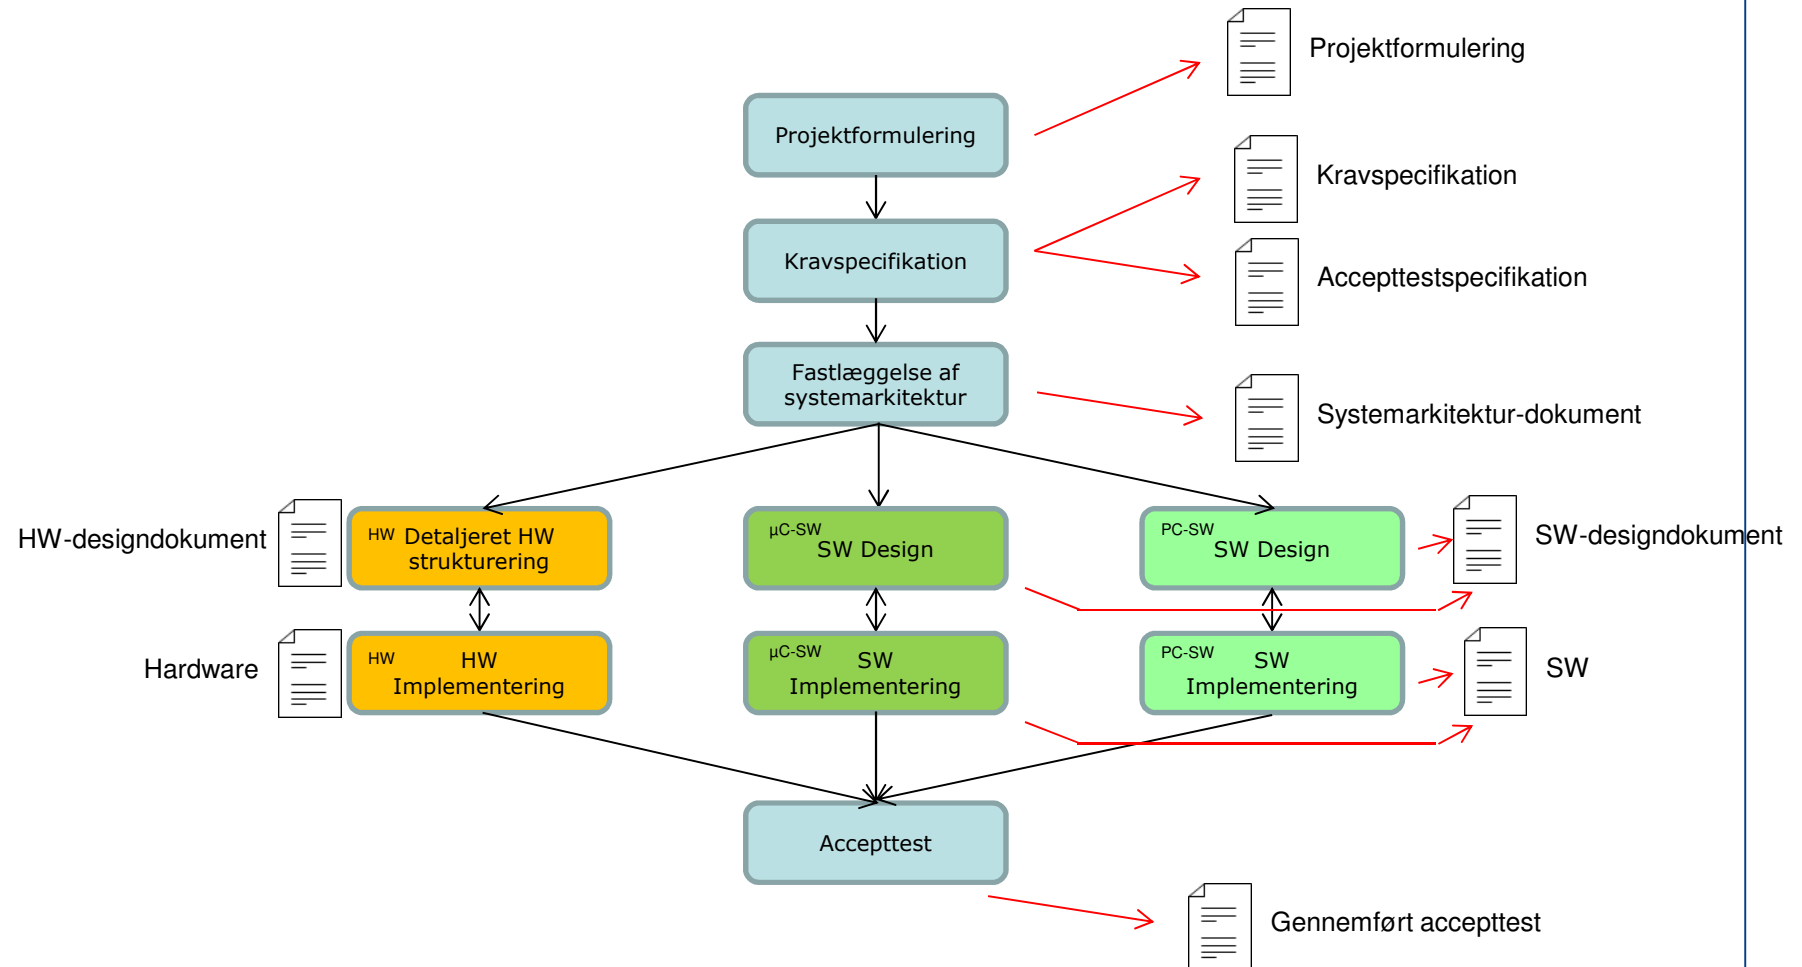 Projektformulering
Projektformulering
Kravspecifikation
Kravspecifikation
Accepttestspecifikation
Fastlæggelse af
systemarkitektur
Systemarkitektur-dokument
HW-designdokument
HW Detaljeret HW
strukturering
µC-SW
SW Design
PC-SW
SW Design
SW-designdokument
Hardware
HW HW
Implementering
µC-SW SW
Implementering
PC-SW SW
Implementering
SW
Accepttest
Gennemført accepttest